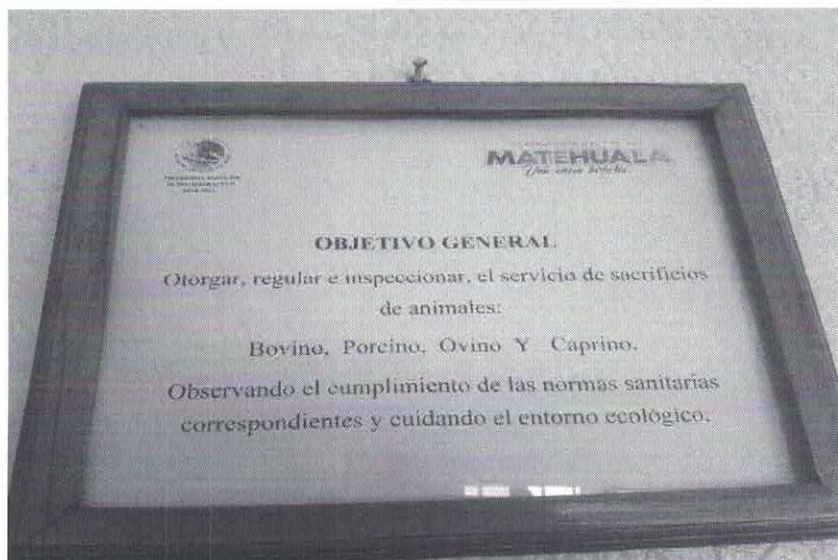 MATEHUALA
OBJETIVO GENERAL
Otorgar, regular e inspeccionar, el servicio de sacrificios
de animales:
Bovino, Porcino, Ovino Y Caprino.
Observando el cumplimiento de las normas sanitarias
correspondientes y cuidando el entorno ecológico.